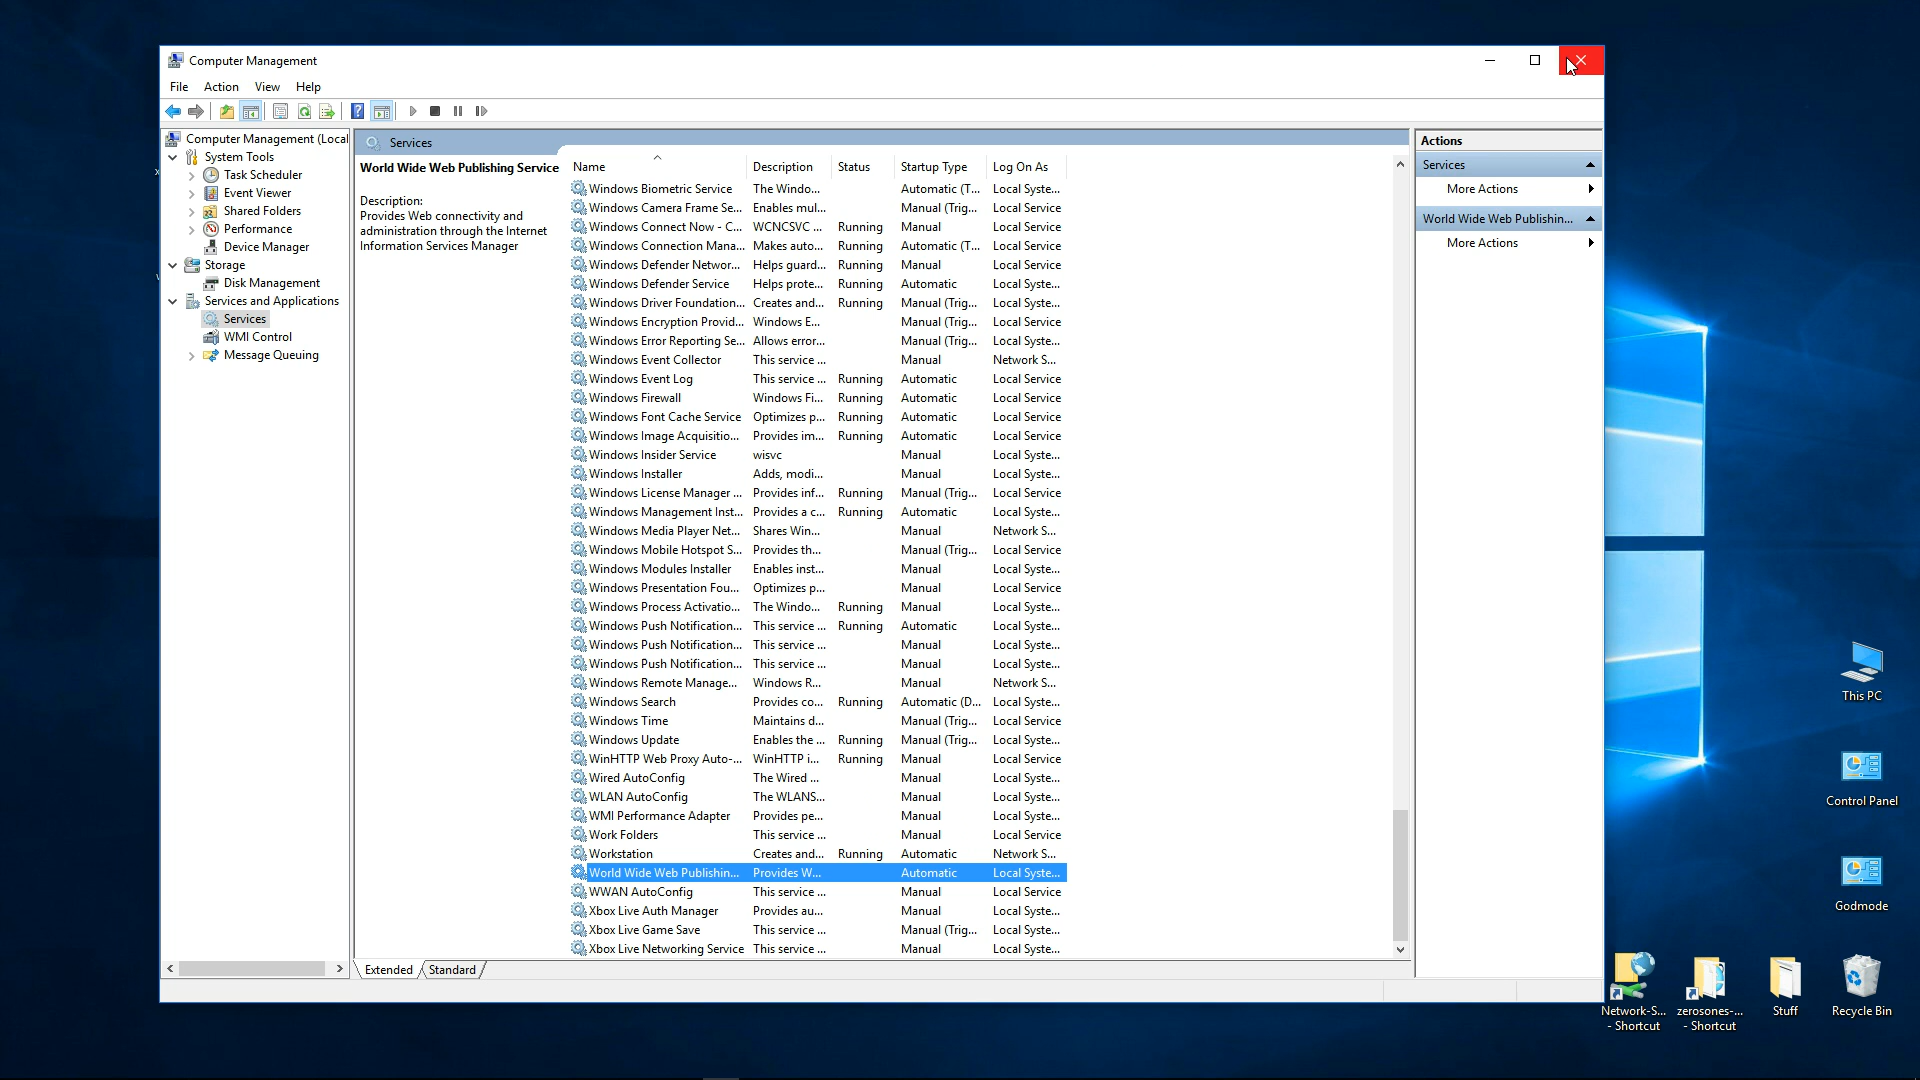 Computer Management
File Action View Help
Computer Management (Local
System Tools
Task Scheduler
Event Viewer
Shared Folders
Performance
Device Manager
Storage
Disk Management
Services and Applications
Services
WMI Control
Message Queuing
Services
World Wide Web Publishing Service
Description:
Provides Web connectivity and
administration through the Internet
Information Services Manager
Name Description Status Startup Type Log On As
Windows Biometric Service The Windo... Automatic (T... Local Syste...
Windows Camera Frame Se... Enables mul... Manual (Trig... Local Service
Windows Connect Now - C... WCNCSVC ... Running Manual Local Service
Windows Connection Mana... Makes auto... Running Automatic (T... Local Service
Windows Defender Networ... Helps guard... Running Manual Local Service
Windows Defender Service Helps prote... Running Automatic Local Syste...
Windows Driver Foundation... Creates and... Running Manual (Trig... Local Syste...
Windows Encryption Provid... Windows E... Manual (Trig... Local Service
Windows Error Reporting Se... Allows error... Manual (Trig... Local Syste...
Windows Event Collector This service ... Manual Network S...
Windows Event Log This service ... Running Automatic Local Service
Windows Firewall Windows Fi... Running Automatic Local Service
Windows Font Cache Service Optimizes p... Running Automatic Local Service
Windows Image Acquisitio... Provides im... Running Automatic Local Service
Windows Insider Service wisvc Manual Local Syste...
Windows Installer Adds, modi... Manual Local Syste...
Windows License Manager ... Provides inf... Running Manual (Trig... Local Service
Windows Management Inst... Provides a c... Running Automatic Local Syste...
Windows Media Player Net... Shares Win... Manual Network S...
Windows Mobile Hotspot S... Provides th... Manual (Trig... Local Service
Windows Modules Installer Enables inst... Manual Local Syste...
Windows Presentation Fou... Optimizes p... Manual Local Service
Windows Process Activatio... The Windo... Running Manual Local Syste...
Windows Push Notification... This service ... Running Automatic Local Syste...
Windows Push Notification... This service ... Manual Local Syste...
Windows Push Notification... This service ... Manual Local Syste...
Windows Remote Manage... Windows R... Manual Network S...
Windows Search Provides co... Running Automatic (D... Local Syste...
Windows Time Maintains d... Manual (Trig... Local Service
Windows Update Enables the ... Running Manual (Trig... Local Syste...
WinHTTP Web Proxy Auto-... WinHTTP i... Running Manual Local Service
Wired AutoConfig The Wired ... Manual Local Syste...
WLAN AutoConfig The WLANS... Manual Local Syste...
WMI Performance Adapter Provides pe... Manual Local Syste...
Work Folders This service ... Manual Local Service
Workstation Creates and... Running Automatic Network S...
World Wide Web Publishin... Provides W... Automatic Local Syste...
WWAN AutoConfig This service ... Manual Local Service
Xbox Live Auth Manager Provides au... Manual Local Syste...
Xbox Live Game Save This service ... Manual (Trig... Local Syste...
Xbox Live Networking Service This service ... Manual Local Syste...
Extended Standard
Actions
Services
More Actions
World Wide Web Publishin...
More Actions
This PC
Control Panel
Godmode
Network-S...
- Shortcut
zerosones-...
- Shortcut
Stuff
Recycle Bin